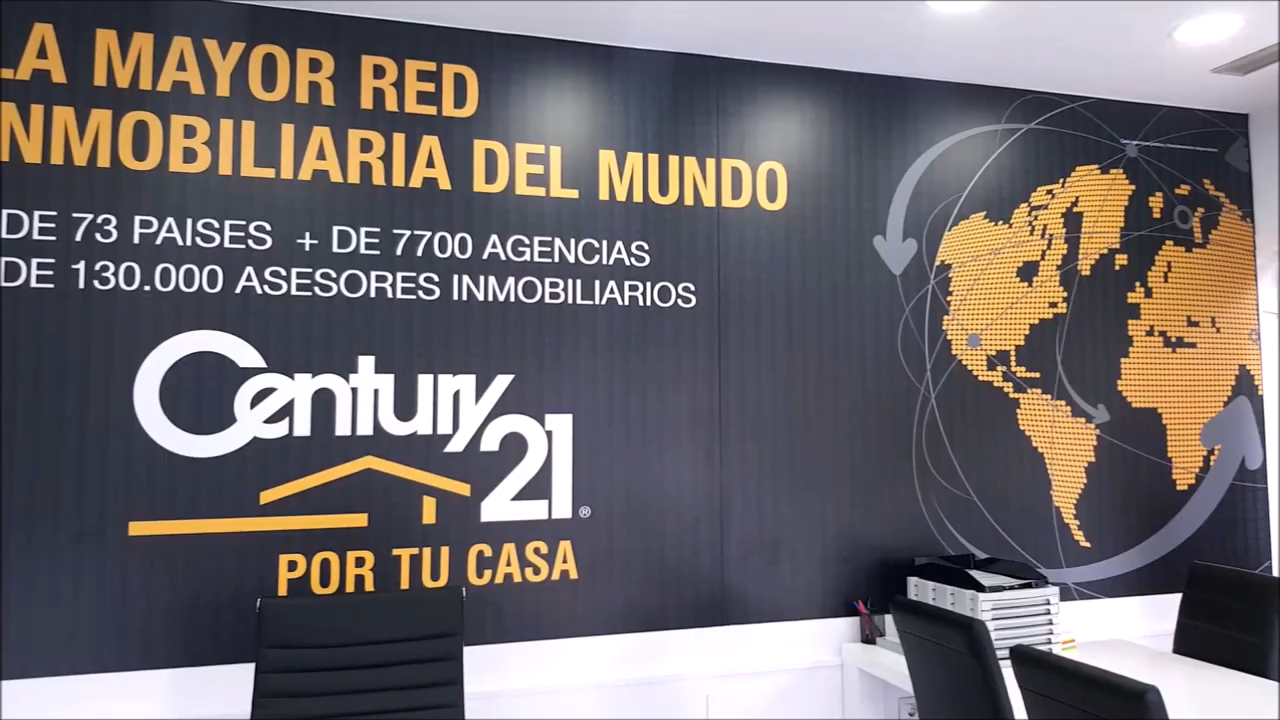 LA MAYOR RED
INMOBILIARIA DEL MUNDO
DE 73 PAISES + DE 7700 AGENCIAS
DE 130.000 ASESORES INMOBILIARIOS
Century
21®
POR TU CASA